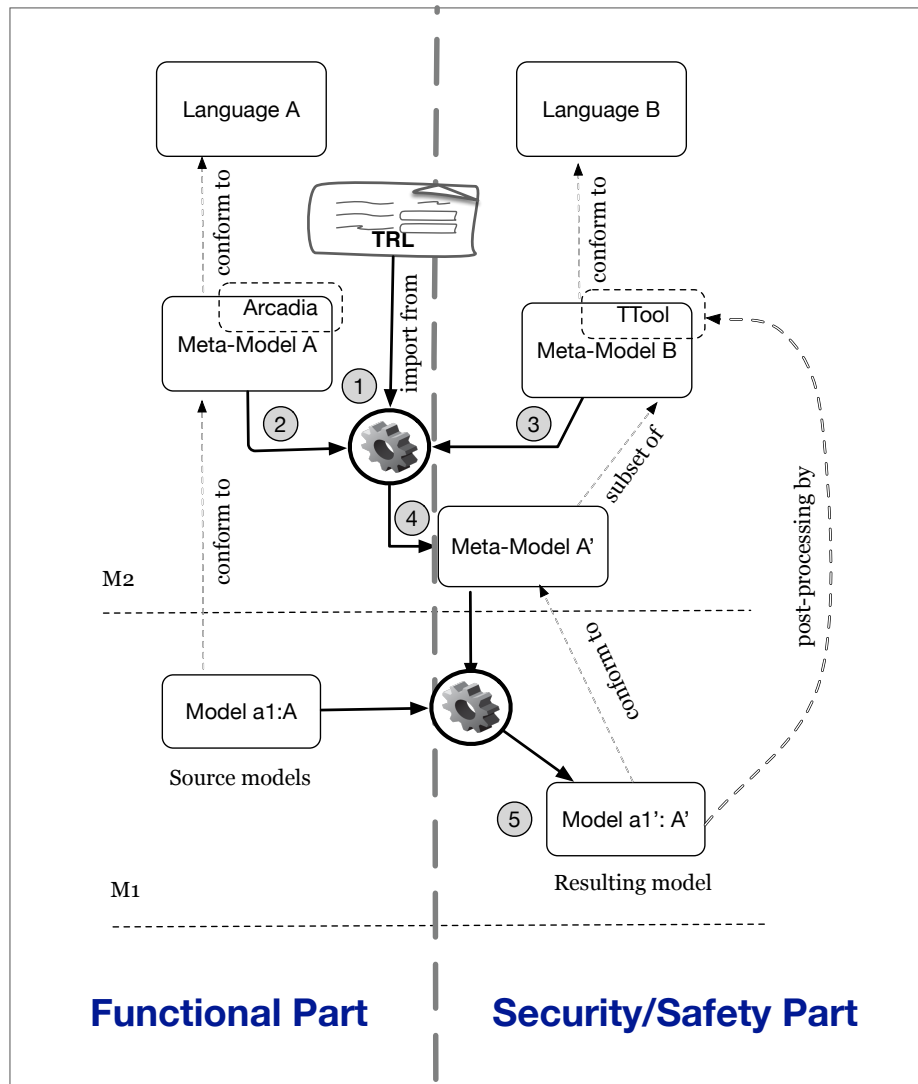 Language A
Language B
conform to
TRL
conform to
Arcadia
Meta-Model A
import from
TTool
Meta-Model B
1
2
3
conform to
subset of
4
Meta-Model A’
post-processing by
M2
conform to
Model a1:A
Source models
5
Model a1’: A’
Resulting model
M1
Functional Part
Security/Safety Part